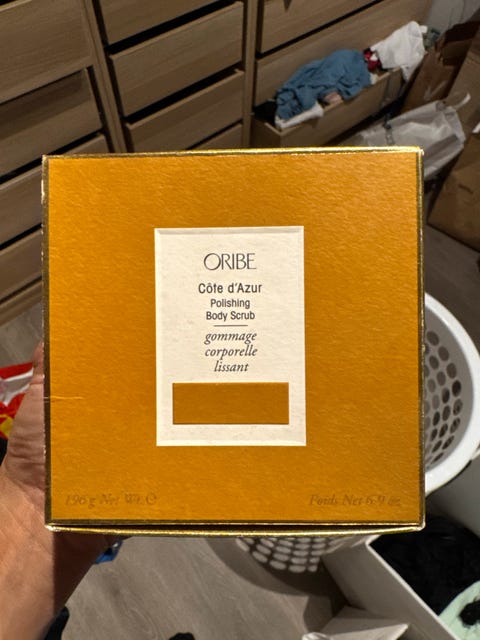 ORIBE
Côte d'Azur
Polishing
Body Scrub
gommage
corporelle
lissant
196 g Net Wt. ℮ Poids Net 6.9 oz.